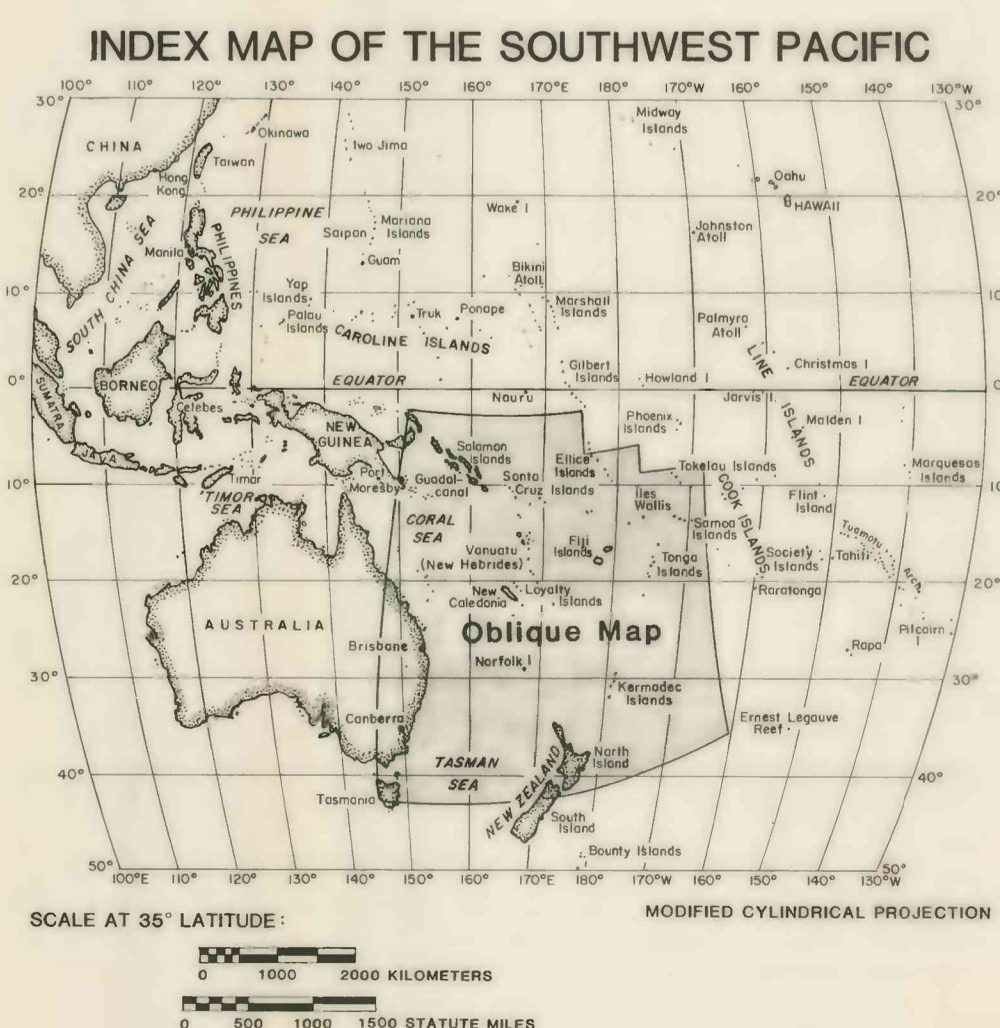 INDEX MAP OF THE SOUTHWEST PACIFIC
100° 110° 120° 130° 140° 150° 160° 170°E 180° 170°W 160° 150° 140° 130°W
30° 30°
Midway
Islands
Okinawa
CHINA
Iwo Jima
Taiwan
Hong
Kong
Oahu
20° 20°
HAWAII
PHILIPPINE
SEA
Wake I
Mariana
Islands
Saipan
Johnston
Atoll
SOUTH CHINA SEA
Manila
PHILIPPINES
Guam
Bikini
Atoll
Yap
Islands
10° 10°
Marshall
Islands
Palau
Islands
Truk
Ponape
Palmyra
Atoll
CAROLINE ISLANDS
LINE
ISLANDS
Gilbert
Islands
Christmas I
Howland I
0° EQUATOR EQUATOR 0°
BORNEO
SUMATRA
Celebes
Nauru
Jarvis I.
NEW
GUINEA
Phoenix
Islands
Malden I
Salamon
Islands
JAVA
Ellice
Islands
Tokelau Islands
Marquesas
Islands
Port
Moresby
Timar
Guadal-
canal
Santa
Cruz Islands
10° 10°
TIMOR
SEA
Îles
Wallis
COOK ISLANDS
Flint
Island
CORAL
SEA
Samoa
Islands
Tuamotu
Arch.
Fiji
Islands
Vanuatu
(New Hebrides)
Tonga
Islands
Society
Islands
Tahiti
20° 20°
New
Caledonia
Loyalty
Islands
Raratonga
AUSTRALIA
Oblique Map
Pitcairn
Brisbane
Rapa
Norfolk I
30° 30°
Kermadec
Islands
Canberra
Ernest Legauve
Reef
TASMAN
SEA
North
Island
40° 40°
Tasmania
NEW ZEALAND
South
Island
Bounty Islands
50° 50°
100°E 110° 120° 130° 140° 150° 160° 170°E 180° 170°W 160° 150° 140° 130°W
SCALE AT 35° LATITUDE:
MODIFIED CYLINDRICAL PROJECTION
0 1000 2000 KILOMETERS
0 500 1000 1500 STATUTE MILES